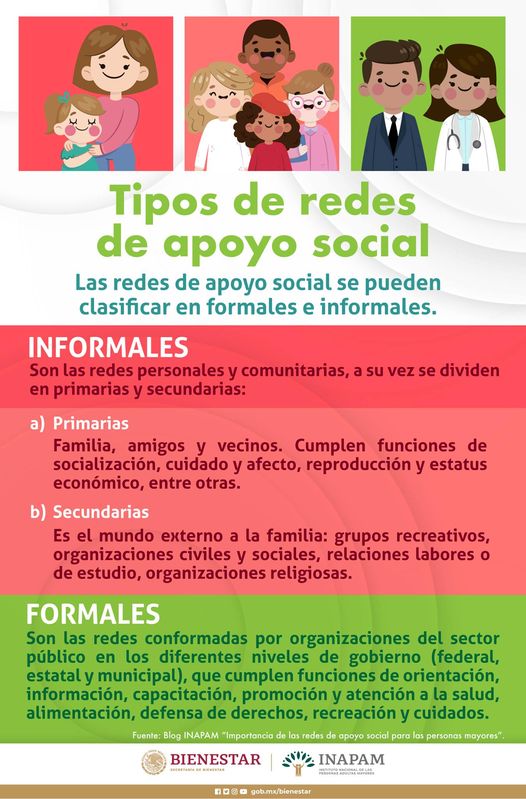 Tipos de redes
de apoyo social
Las redes de apoyo social se pueden
clasificar en formales e informales.
INFORMALES
Son las redes personales y comunitarias, a su vez se dividen
en primarias y secundarias:
a) Primarias
Familia, amigos y vecinos. Cumplen funciones de
socialización, cuidado y afecto, reproducción y estatus
económico, entre otras.
b) Secundarias
Es el mundo externo a la familia: grupos recreativos,
organizaciones civiles y sociales, relaciones labores o
de estudio, organizaciones religiosas.
FORMALES
Son las redes conformadas por organizaciones del sector
público en los diferentes niveles de gobierno (federal,
estatal y municipal), que cumplen funciones de orientación,
información, capacitación, promoción y atención a la salud,
alimentación, defensa de derechos, recreación y cuidados.
Fuente: Blog INAPAM "Importancia de las redes de apoyo social para las personas mayores".
BIENESTAR
SECRETARÍA DE BIENESTAR
INAPAM
INSTITUTO NACIONAL DE LAS
PERSONAS ADULTAS MAYORES
gob.mx/bienestar